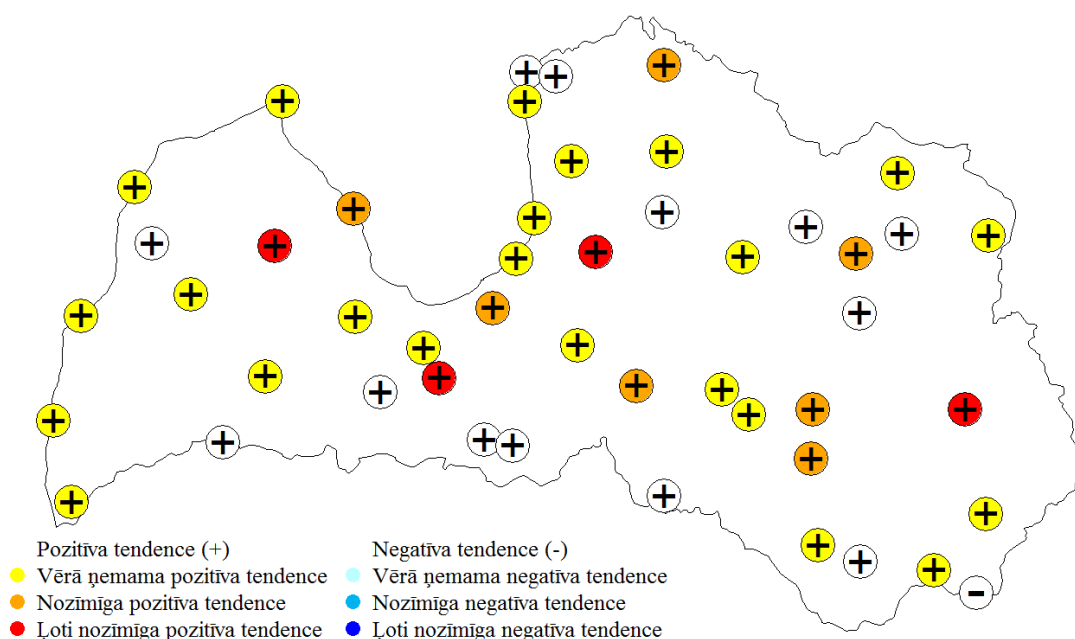 Pozitīva tendence (+)
Vērā ņemama pozitīva tendence
Nozīmīga pozitīva tendence
Ļoti nozīmīga pozitīva tendence
Negatīva tendence (-)
Vērā ņemama negatīva tendence
Nozīmīga negatīva tendence
Ļoti nozīmīga negatīva tendence